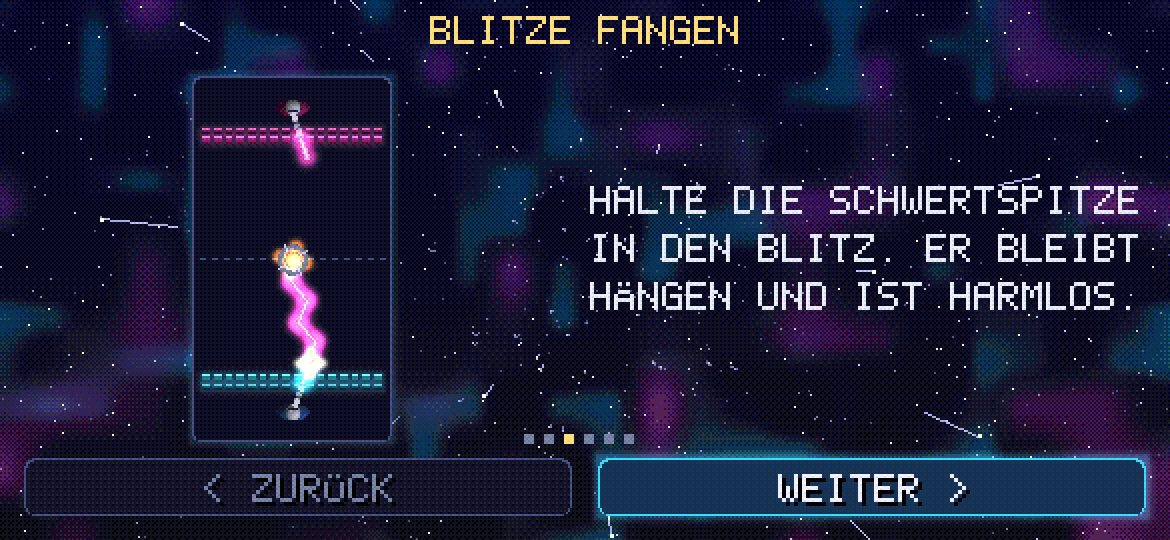 BLITZE FANGEN
HALTE DIE SCHWERTSPITZE
IN DEN BLITZ. ER BLEIBT
HÄNGEN UND IST HARMLOS.
< ZURÜCK
WEITER >